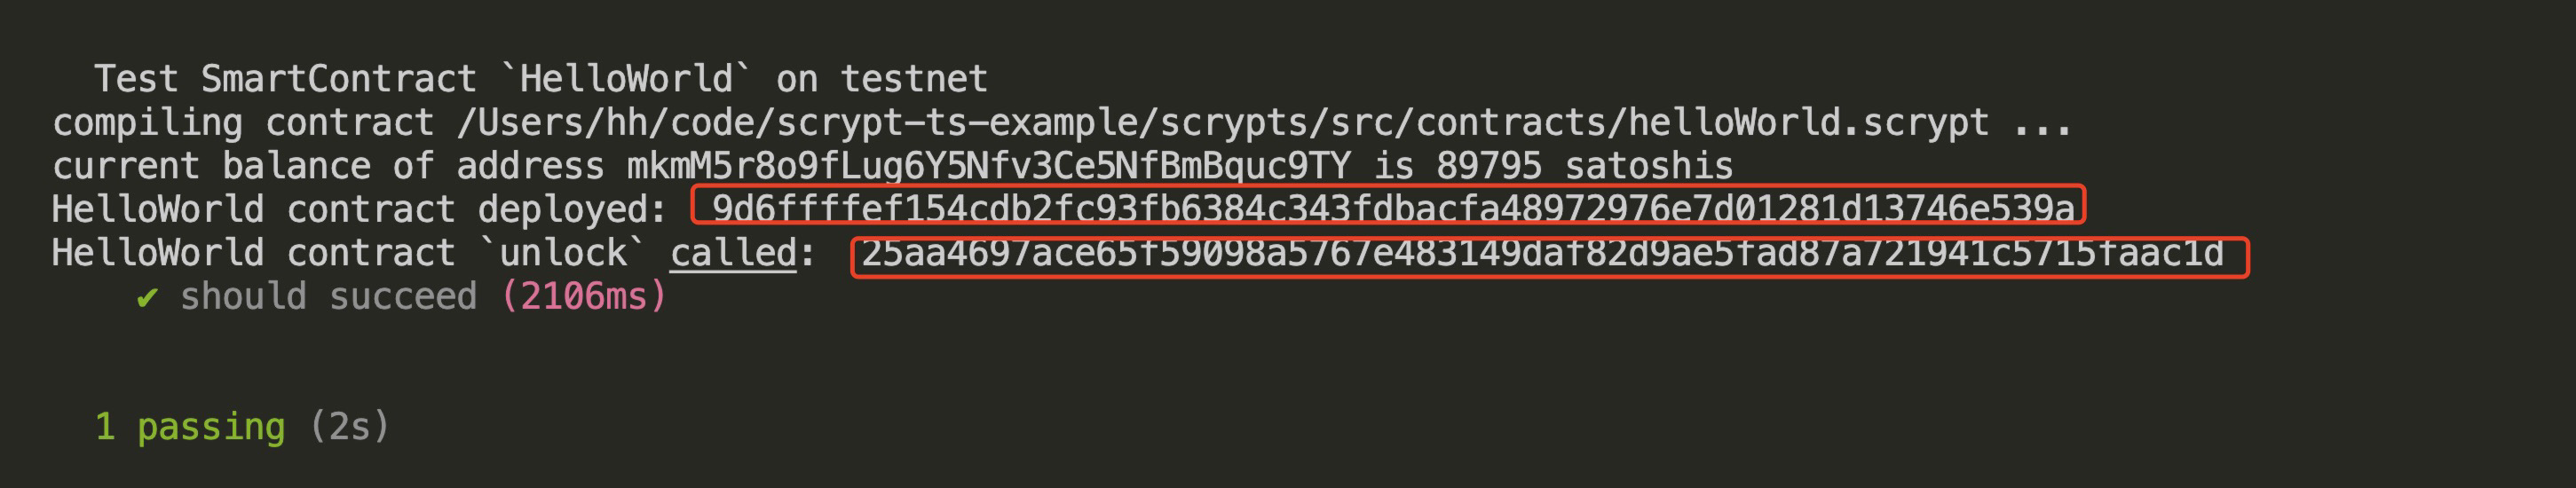 Test SmartContract `HelloWorld` on testnet
compiling contract /Users/hh/code/scrypt-ts-example/scrypts/src/contracts/helloWorld.scrypt ...
current balance of address mkmM5r8o9fLug6Y5Nfv3Ce5NfBmBquc9TY is 89795 satoshis
HelloWorld contract deployed: 9d6ffffef154cdb2fc93fb6384c343fdbacfa48972976e7d01281d13746e539a
HelloWorld contract `unlock` called: 25aa4697ace65f59098a5767e483149daf82d9ae5fad87a721941c5715faac1d
✔ should succeed (2106ms)
1 passing (2s)